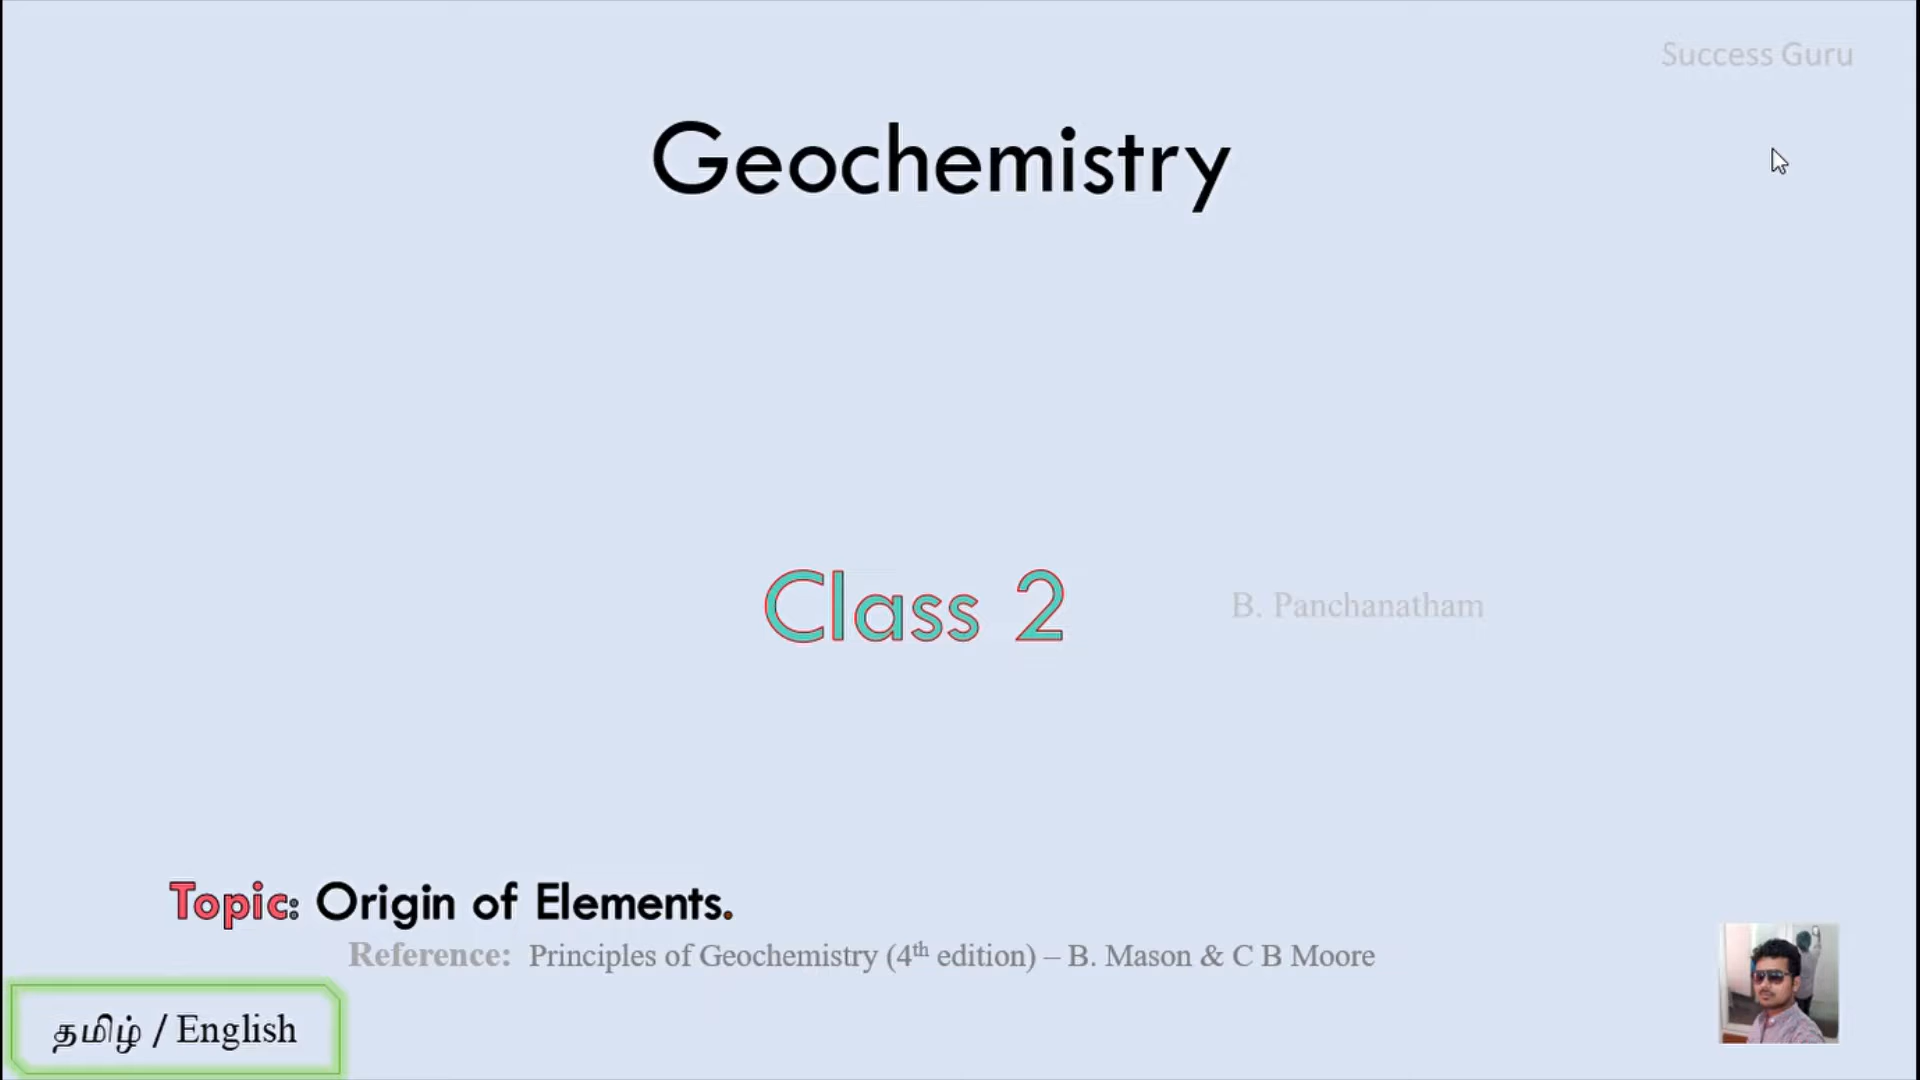 Success Guru
Geochemistry
Class 2
B. Panchanatham
Topic: Origin of Elements.
Reference: Principles of Geochemistry (4th edition) – B. Mason & C B Moore
தமிழ் / English